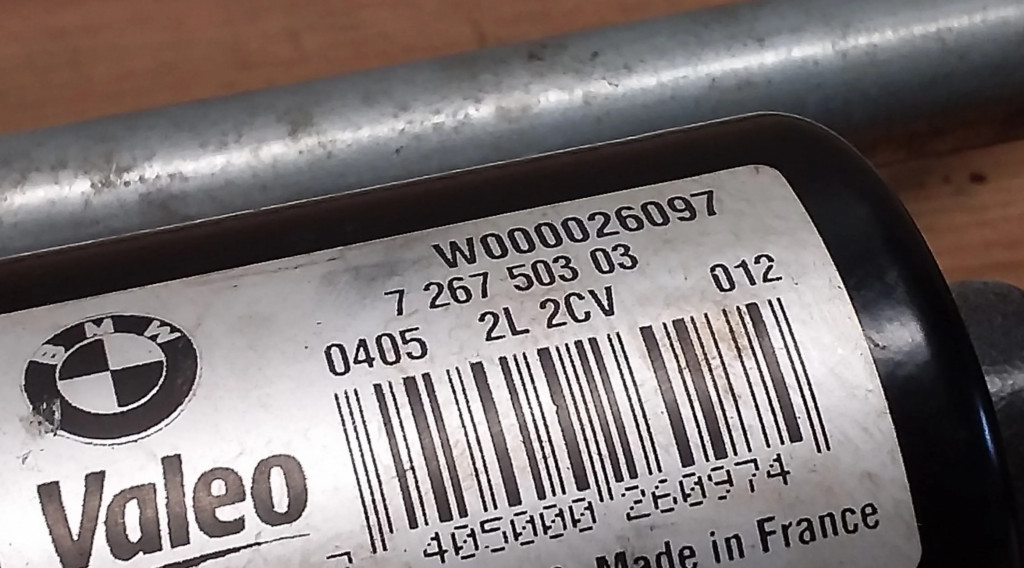 W000026097
7 267 503 03
0405 2L 2CV 012
BMW
Valeo
405000 260974
Made in France